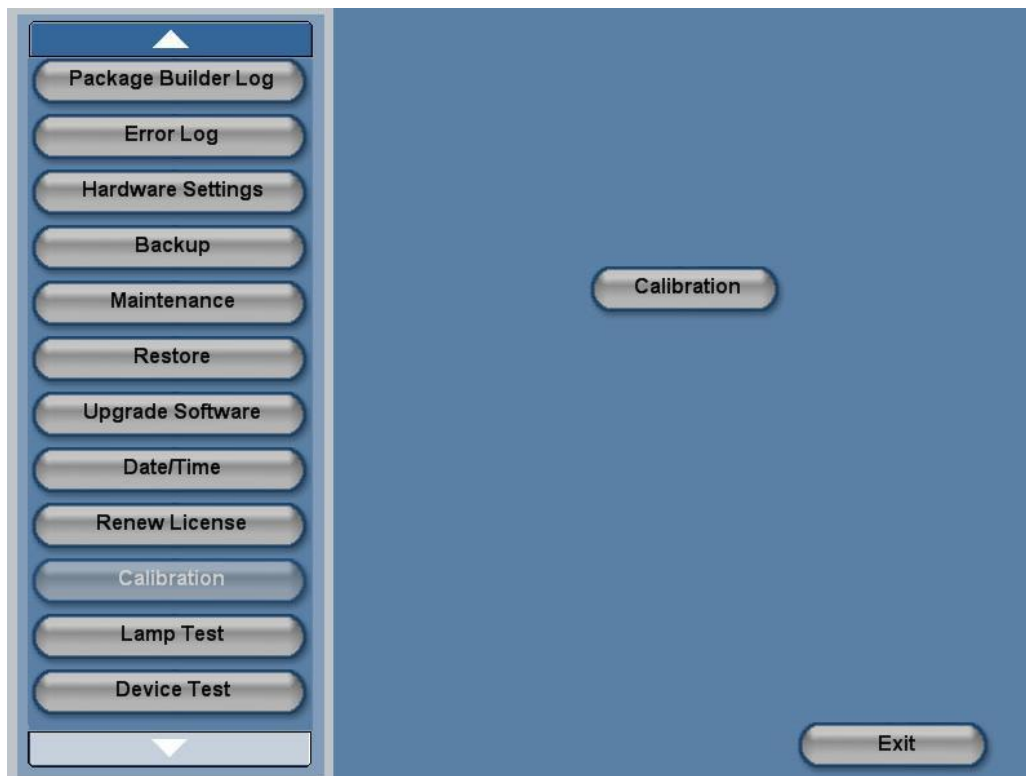 Package Builder Log
Error Log
Hardware Settings
Backup
Maintenance
Restore
Upgrade Software
Date/Time
Renew License
Calibration
Lamp Test
Device Test
Calibration
Exit